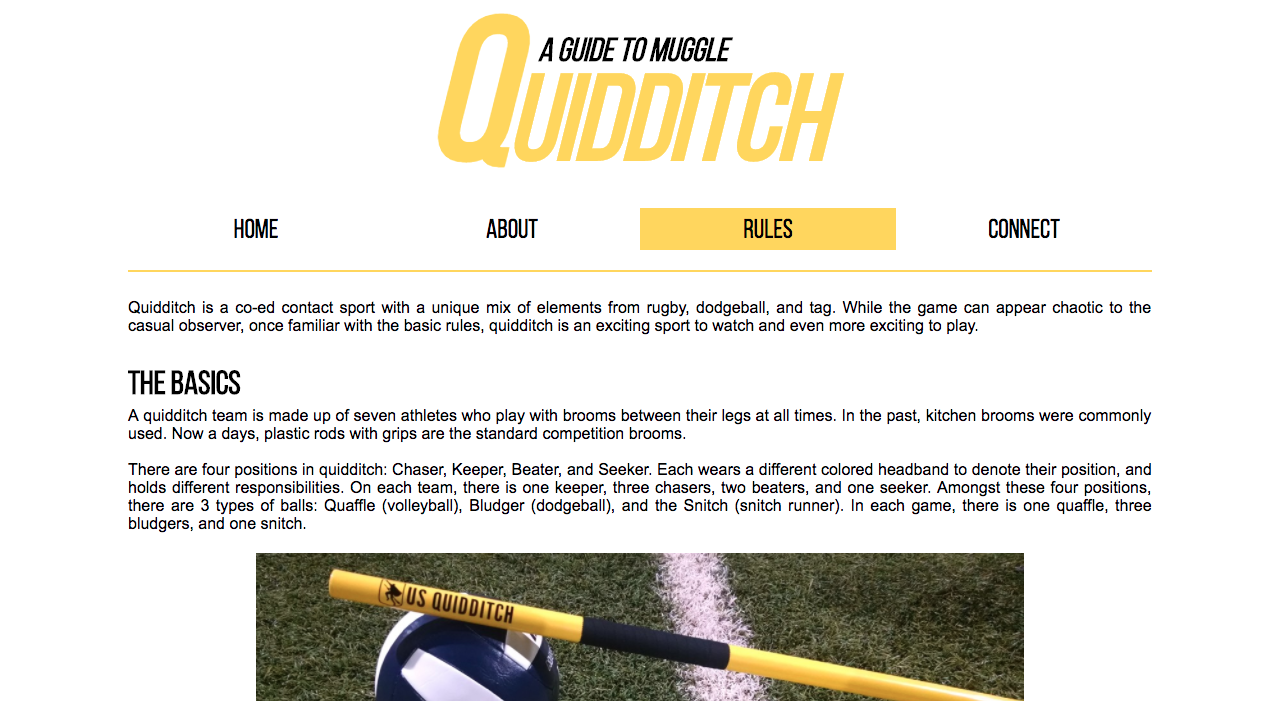 A GUIDE TO MUGGLE
QUIDDITCH
HOME ABOUT RULES CONNECT
Quidditch is a co-ed contact sport with a unique mix of elements from rugby, dodgeball, and tag. While the game can appear chaotic to the
casual observer, once familiar with the basic rules, quidditch is an exciting sport to watch and even more exciting to play.
THE BASICS
A quidditch team is made up of seven athletes who play with brooms between their legs at all times. In the past, kitchen brooms were commonly
used. Now a days, plastic rods with grips are the standard competition brooms.
There are four positions in quidditch: Chaser, Keeper, Beater, and Seeker. Each wears a different colored headband to denote their position, and
holds different responsibilities. On each team, there is one keeper, three chasers, two beaters, and one seeker. Amongst these four positions,
there are 3 types of balls: Quaffle (volleyball), Bludger (dodgeball), and the Snitch (snitch runner). In each game, there is one quaffle, three
bludgers, and one snitch.
US QUIDDITCH